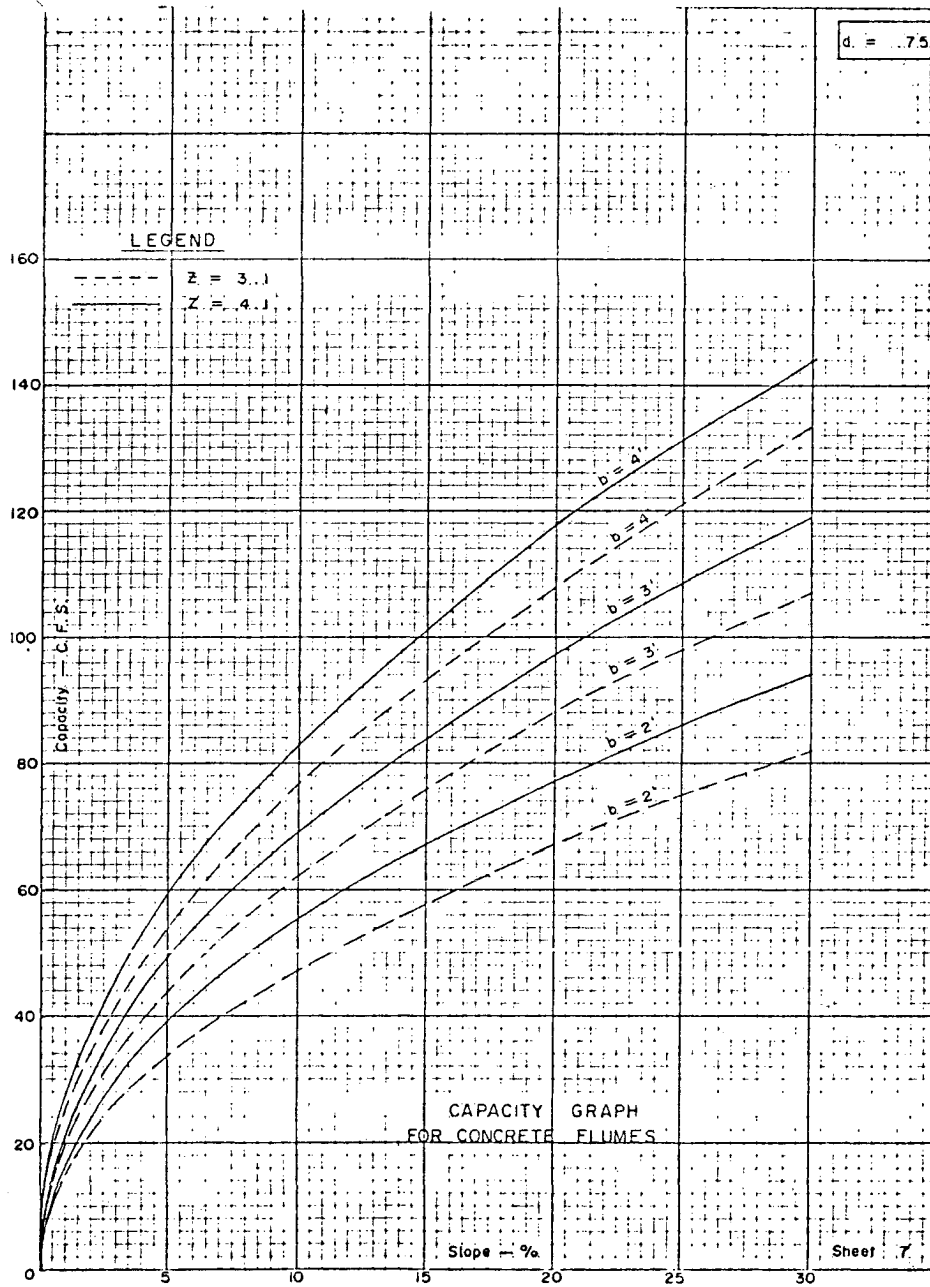 d. = .75
LEGEND
Z = 3..1
Z = 4..1
160
140
120
100
80
60
40
20
0
Capacity — C. F. S.
b = 4'
b = 4
b = 3'
b = 3'
b = 2'
b = 2'
CAPACITY GRAPH
FOR CONCRETE FLUMES
Slope — %
Sheet 7
5
10
15
20
25
30